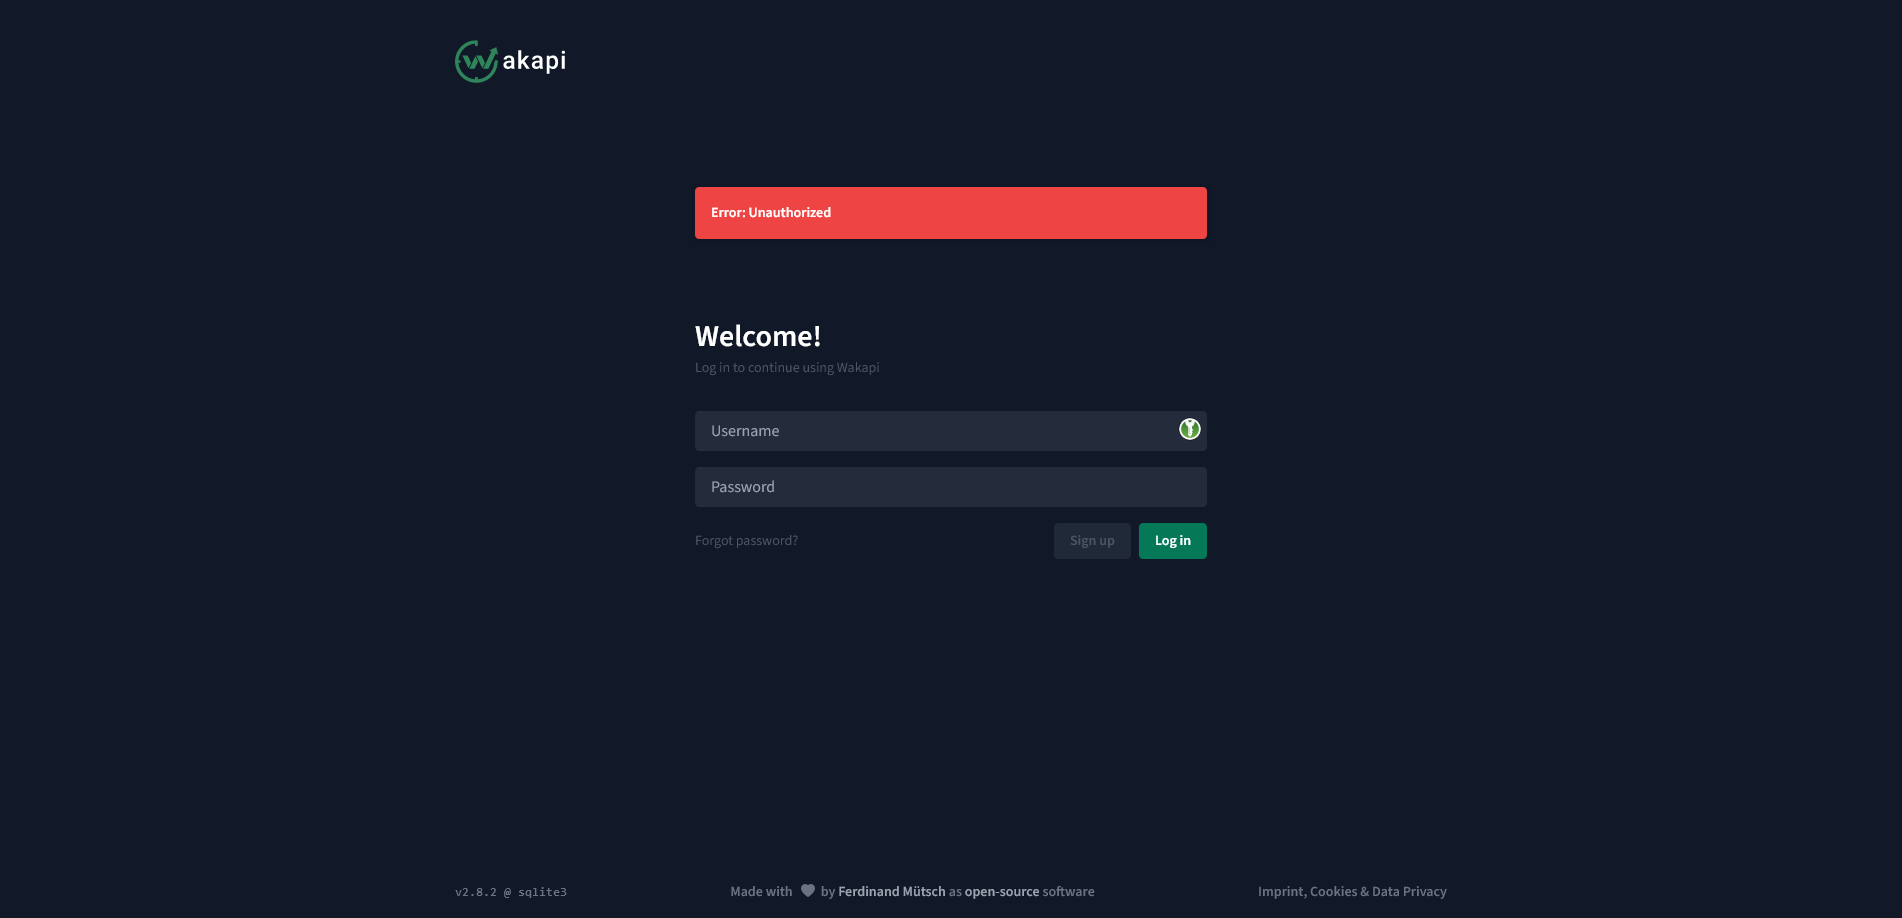 Wakapi
Error: Unauthorized
Welcome!
Log in to continue using Wakapi
Username
Password
Forgot password?
Sign up
Log in
v2.8.2 @ sqlite3
Made with by Ferdinand Mütsch as open-source software
Imprint, Cookies & Data Privacy